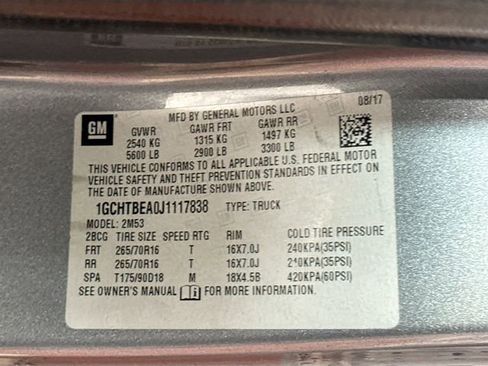 08/17
MFD BY GENERAL MOTORS LLC
GM
GVWR GAWR FRT GAWR RR
2540 KG 1315 KG 1497 KG
5600 LB 2900 LB 3300 LB
THIS VEHICLE CONFORMS TO ALL APPLICABLE U.S. FEDERAL MOTOR
VEHICLE SAFETY AND THEFT PREVENTION STANDARDS IN EFFECT ON
THE DATE OF MANUFACTURE SHOWN ABOVE.
1GCHTBEA0J1117838 TYPE: TRUCK
MODEL: 2M53
2BCG TIRE SIZE SPEED RTG RIM COLD TIRE PRESSURE
FRT 265/70R16 T 16X7.0J 240KPA(35PSI)
RR 265/70R16 T 16X7.0J 240KPA(35PSI)
SPA T175/90D18 M 18X4.5B 420KPA(60PSI)
SEE OWNER'S MANUAL FOR MORE INFORMATION